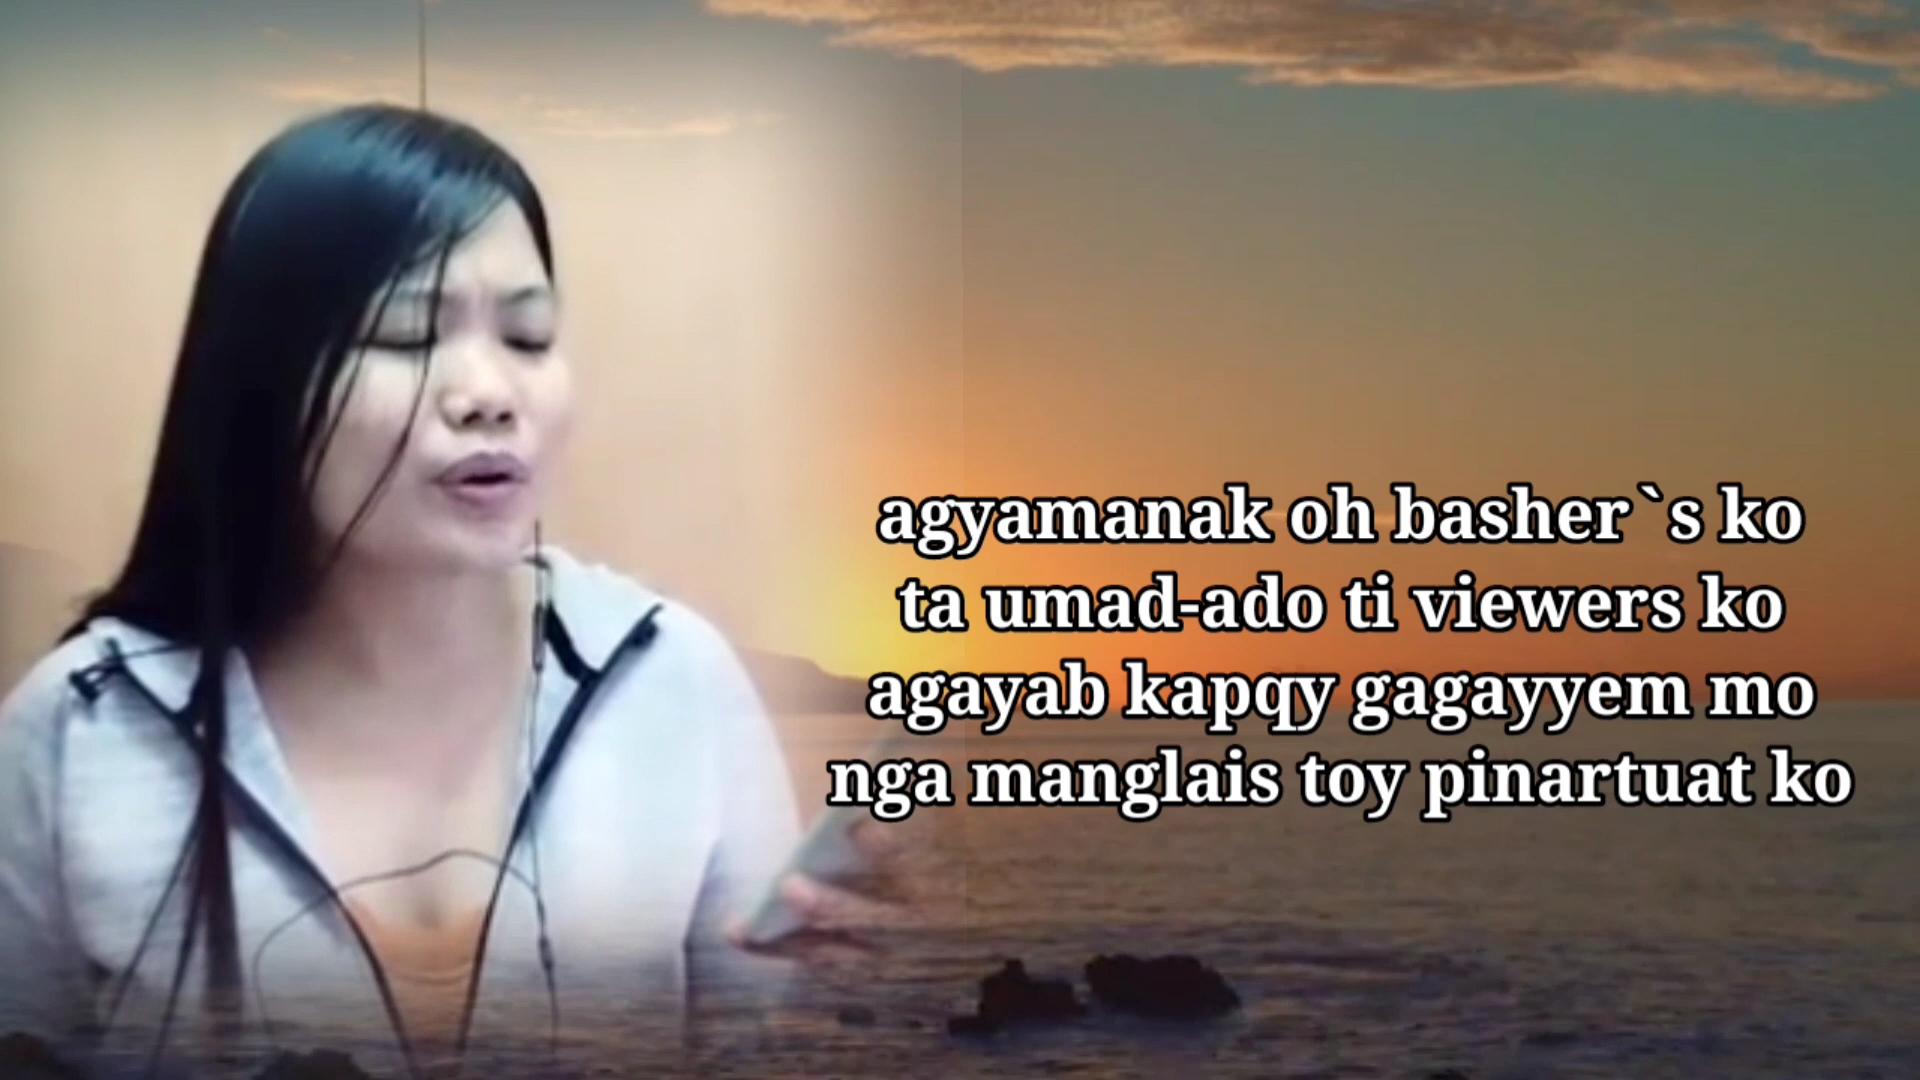 agyamanak oh basher`s ko
ta umad-ado ti viewers ko
agayab kapqy gagayyem mo
nga manglais toy pinartuat ko